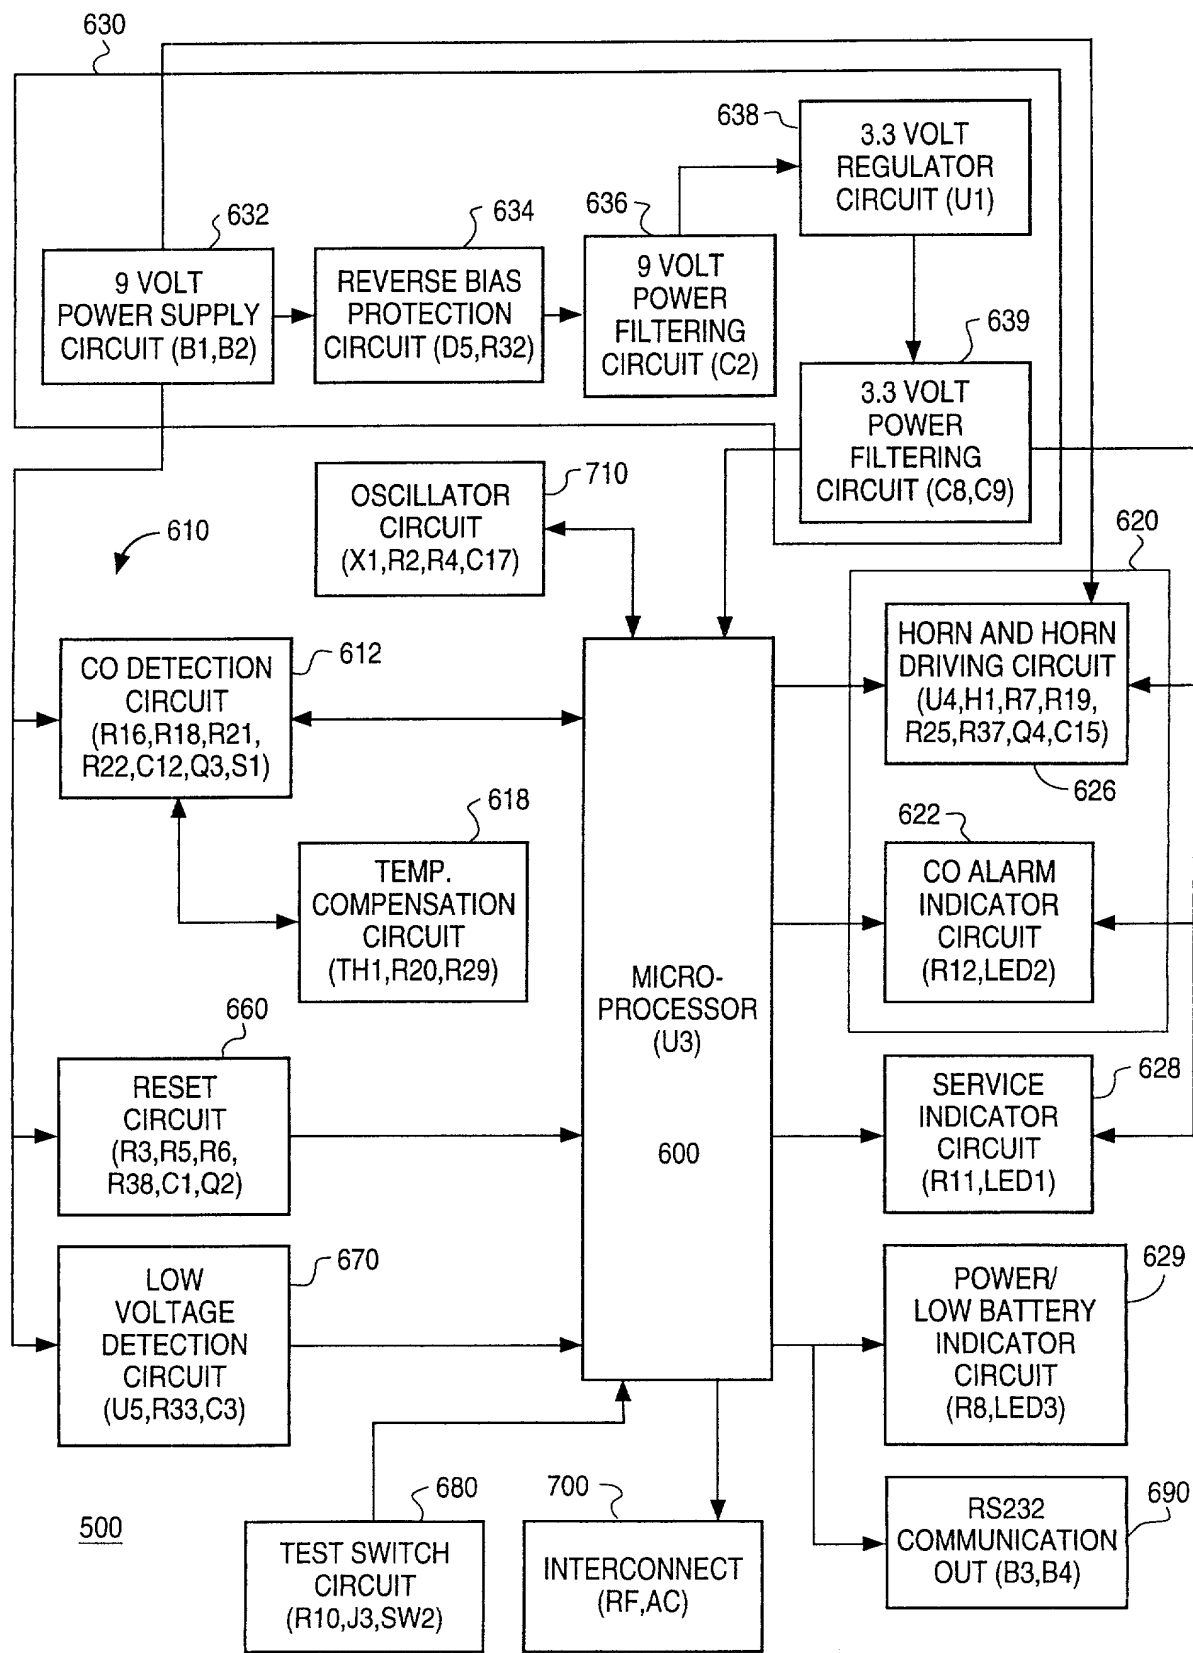 630
638
3.3 VOLT
REGULATOR
CIRCUIT (U1)
632
9 VOLT
POWER SUPPLY
CIRCUIT (B1,B2)
634
REVERSE BIAS
PROTECTION
CIRCUIT (D5,R32)
636
9 VOLT
POWER
FILTERING
CIRCUIT (C2)
639
3.3 VOLT
POWER
FILTERING
CIRCUIT (C8,C9)
710
OSCILLATOR
CIRCUIT
(X1,R2,R4,C17)
610
620
612
CO DETECTION
CIRCUIT
(R16,R18,R21,
R22,C12,Q3,S1)
HORN AND HORN
DRIVING CIRCUIT
(U4,H1,R7,R19,
R25,R37,Q4,C15)
626
618
TEMP.
COMPENSATION
CIRCUIT
(TH1,R20,R29)
622
CO ALARM
INDICATOR
CIRCUIT
(R12,LED2)
MICRO-
PROCESSOR
(U3)
600
660
RESET
CIRCUIT
(R3,R5,R6,
R38,C1,Q2)
628
SERVICE
INDICATOR
CIRCUIT
(R11,LED1)
670
LOW
VOLTAGE
DETECTION
CIRCUIT
(U5,R33,C3)
629
POWER/
LOW BATTERY
INDICATOR
CIRCUIT
(R8,LED3)
500
680
TEST SWITCH
CIRCUIT
(R10,J3,SW2)
700
INTERCONNECT
(RF,AC)
690
RS232
COMMUNICATION
OUT (B3,B4)